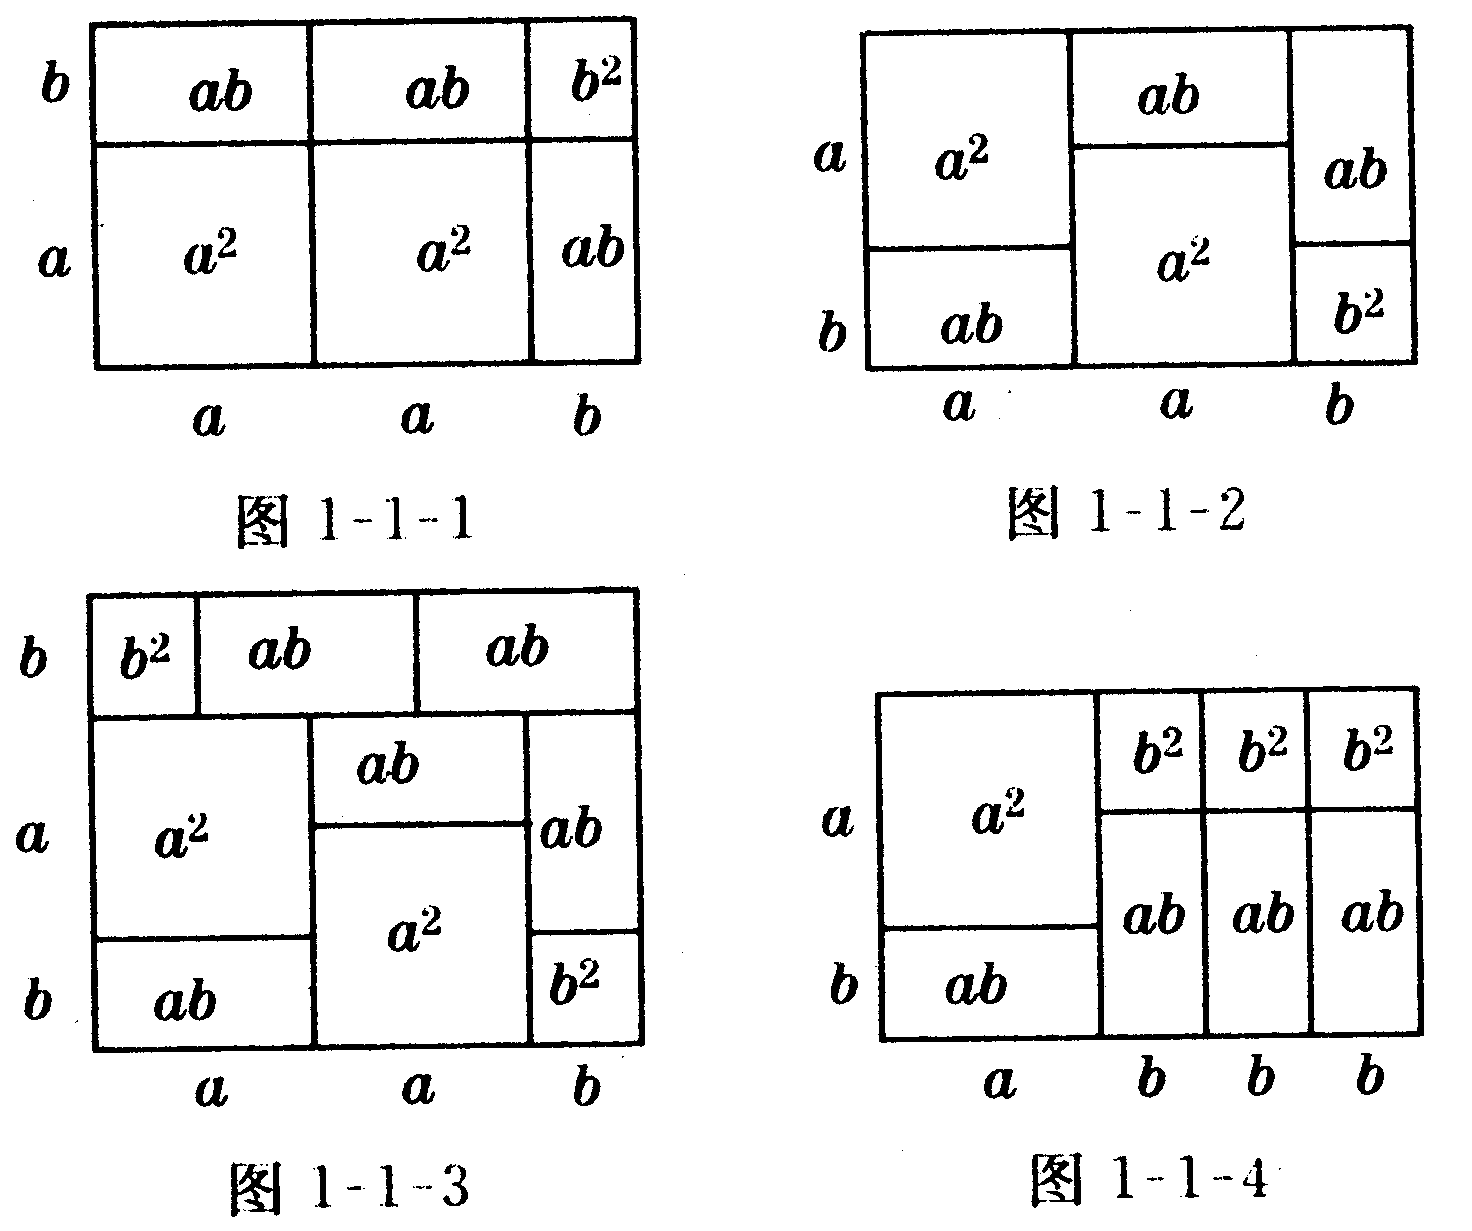 b ab ab b²
a a² a² ab
a a b
图 1-1-1
a a² ab ab
b ab a² b²
a a b
图 1-1-2
b b² ab ab
a a² ab ab
b ab a² b²
a a b
图 1-1-3
a a² b² b² b²
b ab ab ab ab
a b b b
图 1-1-4